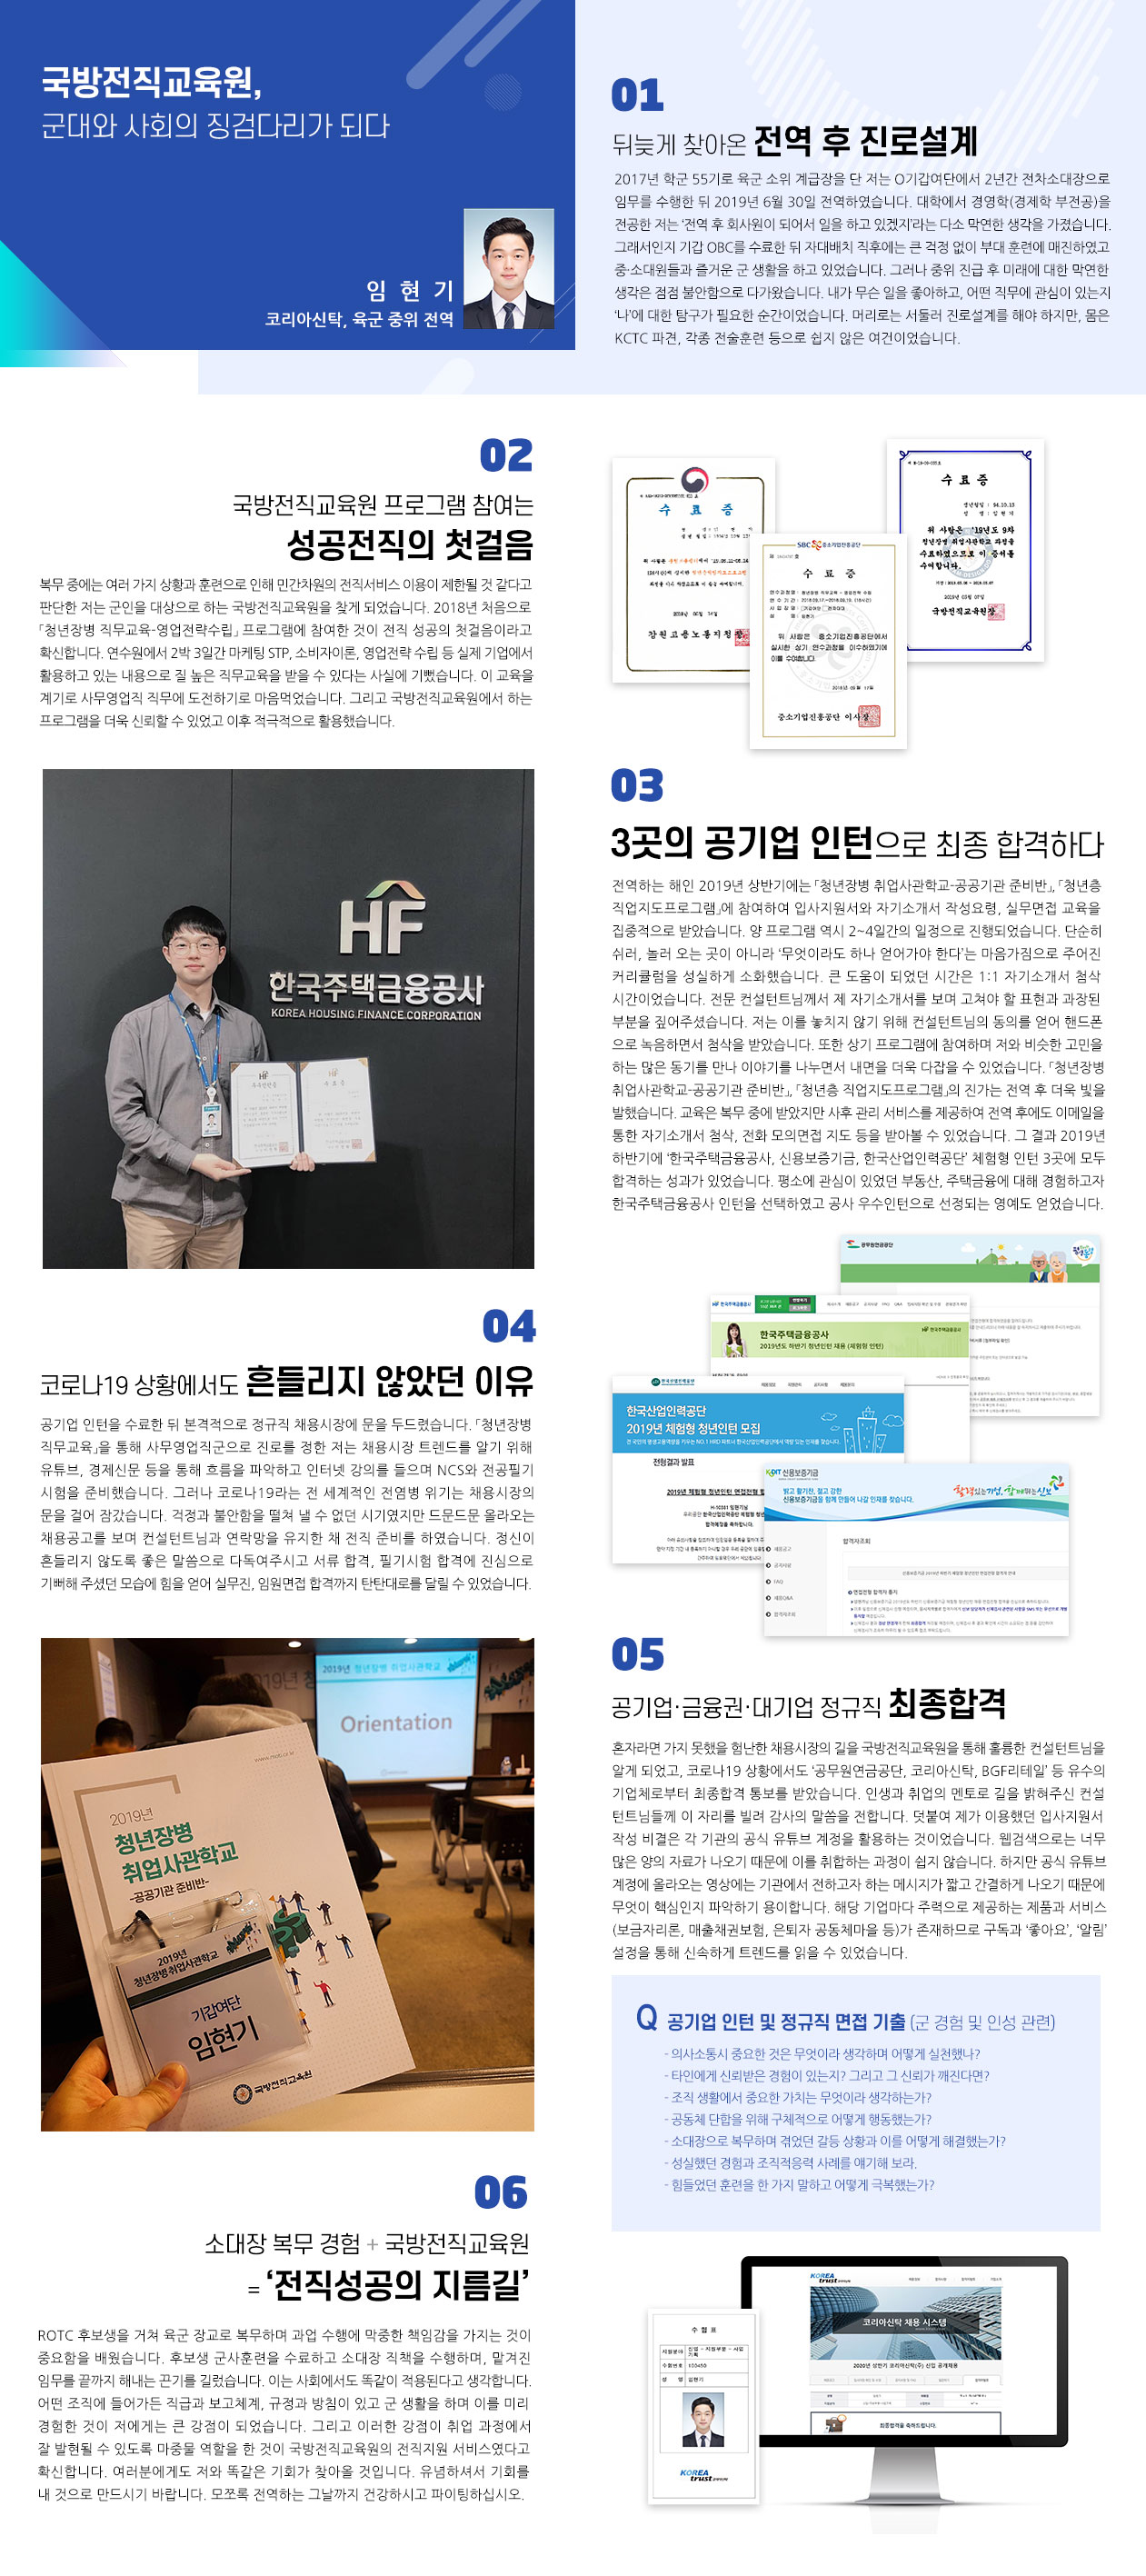 국방전직교육원,
군대와 사회의 징검다리가 되다
임 현 기
코리아신탁, 육군 중위 전역
01
뒤늦게 찾아온 전역 후 진로설계
2017년 학군 55기로 육군 소위 계급장을 단 저는 O기갑여단에서 2년간 전차소대장으로
임무를 수행한 뒤 2019년 6월 30일 전역하였습니다. 대학에서 경영학(경제학 부전공)을
전공한 저는 ‘전역 후 회사원이 되어서 일을 하고 있겠지’라는 다소 막연한 생각을 가졌습니다.
그래서인지 기갑 OBC를 수료한 뒤 자대배치 직후에는 큰 걱정 없이 부대 훈련에 매진하였고
중·소대원들과 즐거운 군 생활을 하고 있었습니다. 그러나 중위 진급 후 미래에 대한 막연한
생각은 점점 불안함으로 다가왔습니다. 내가 무슨 일을 좋아하고, 어떤 직무에 관심이 있는지
‘나’에 대한 탐구가 필요한 순간이었습니다. 머리로는 서둘러 진로설계를 해야 하지만, 몸은
KCTC 파견, 각종 전술훈련 등으로 쉽지 않은 여건이었습니다.
02
국방전직교육원 프로그램 참여는
성공전직의 첫걸음
복무 중에는 여러 가지 상황과 훈련으로 인해 민간차원의 전직서비스 이용이 제한될 것 같다고
판단한 저는 군인을 대상으로 하는 국방전직교육원을 찾게 되었습니다. 2018년 처음으로
「청년장병 직무교육-영업전략수립」 프로그램에 참여한 것이 전직 성공의 첫걸음이라고
확신합니다. 연수원에서 2박 3일간 마케팅 STP, 소비자이론, 영업전략 수립 등 실제 기업에서
활용하고 있는 내용으로 질 높은 직무교육을 받을 수 있다는 사실에 기뻤습니다. 이 교육을
계기로 사무영업직 직무에 도전하기로 마음먹었습니다. 그리고 국방전직교육원에서 하는
프로그램을 더욱 신뢰할 수 있었고 이후 적극적으로 활용했습니다.
수 료 증
강원고용노동지청장
SBC 중소기업진흥공단
수 료 증
위 사람은 중소기업진흥공단에서
실시한 상기 연수과정을 이수하였기에
이를 수여합니다.
중소기업진흥공단 이사장
수 료 증
위 사람은 2019년도 9차
청년장병 취업사관학교 과정을
수료하였으므로 이 증서를
수여합니다.
국방전직교육원장
HF
한국주택금융공사
KOREA HOUSING FINANCE CORPORATION
03
3곳의 공기업 인턴으로 최종 합격하다
전역하는 해인 2019년 상반기에는 「청년장병 취업사관학교-공공기관 준비반」, 「청년층
직업지도프로그램」에 참여하여 입사지원서와 자기소개서 작성요령, 실무면접 교육을
집중적으로 받았습니다. 양 프로그램 역시 2~4일간의 일정으로 진행되었습니다. 단순히
쉬러, 놀러 오는 곳이 아니라 ‘무엇이라도 하나 얻어가야 한다’는 마음가짐으로 주어진
커리큘럼을 성실하게 소화했습니다. 큰 도움이 되었던 시간은 1:1 자기소개서 첨삭
시간이었습니다. 전문 컨설턴트님께서 제 자기소개서를 보며 고쳐야 할 표현과 과장된
부분을 짚어주셨습니다. 저는 이를 놓치지 않기 위해 컨설턴트님의 동의를 얻어 핸드폰
으로 녹음하면서 첨삭을 받았습니다. 또한 상기 프로그램에 참여하며 저와 비슷한 고민을
하는 많은 동기를 만나 이야기를 나누면서 내면을 더욱 다잡을 수 있었습니다. 「청년장병
취업사관학교-공공기관 준비반」, 「청년층 직업지도프로그램」의 진가는 전역 후 더욱 빛을
발했습니다. 교육은 복무 중에 받았지만 사후 관리 서비스를 제공하여 전역 후에도 이메일을
통한 자기소개서 첨삭, 전화 모의면접 지도 등을 받아볼 수 있었습니다. 그 결과 2019년
하반기에 ‘한국주택금융공사, 신용보증기금, 한국산업인력공단’ 체험형 인턴 3곳에 모두
합격하는 성과가 있었습니다. 평소에 관심이 있었던 부동산, 주택금융에 대해 경험하고자
한국주택금융공사 인턴을 선택하였고 공사 우수인턴으로 선정되는 영예도 얻었습니다.
공무원연금공단
한국주택금융공사
2019년도 하반기 청년인턴 채용 (체험형 인턴)
한국산업인력공단
2019년 체험형 청년인턴 모집
전형결과 발표
신용보증기금
밝고 활기찬, 젊고 강한
신용보증기금을 함께 만들어 나갈 인재를 찾습니다.
합격자조회
04
코로나19 상황에서도 흔들리지 않았던 이유
공기업 인턴을 수료한 뒤 본격적으로 정규직 채용시장에 문을 두드렸습니다. 「청년장병
직무교육」을 통해 사무영업직군으로 진로를 정한 저는 채용시장 트렌드를 알기 위해
유튜브, 경제신문 등을 통해 흐름을 파악하고 인터넷 강의를 들으며 NCS와 전공필기
시험을 준비했습니다. 그러나 코로나19라는 전 세계적인 전염병 위기는 채용시장의
문을 걸어 잠갔습니다. 걱정과 불안함을 떨쳐 낼 수 없던 시기였지만 드문드문 올라오는
채용공고를 보며 컨설턴트님과 연락망을 유지한 채 전직 준비를 하였습니다. 정신이
흔들리지 않도록 좋은 말씀으로 다독여주시고 서류 합격, 필기시험 합격에 진심으로
기뻐해 주셨던 모습에 힘을 얻어 실무진, 임원면접 합격까지 탄탄대로를 달릴 수 있었습니다.
2019년 청년장병 취업사관학교
Orientation
2019년
청년장병
취업사관학교
-공공기관 준비반-
2019년
청년장병 취업사관학교
기갑여단
임현기
국방전직교육원
05
공기업·금융권·대기업 정규직 최종합격
혼자라면 가지 못했을 험난한 채용시장의 길을 국방전직교육원을 통해 훌륭한 컨설턴트님을
알게 되었고, 코로나19 상황에서도 ‘공무원연금공단, 코리아신탁, BGF리테일’ 등 유수의
기업체로부터 최종합격 통보를 받았습니다. 인생과 취업의 멘토로 길을 밝혀주신 컨설
턴트님들께 이 자리를 빌려 감사의 말씀을 전합니다. 덧붙여 제가 이용했던 입사지원서
작성 비결은 각 기관의 공식 유튜브 계정을 활용하는 것이었습니다. 웹검색으로는 너무
많은 양의 자료가 나오기 때문에 이를 취합하는 과정이 쉽지 않습니다. 하지만 공식 유튜브
계정에 올라오는 영상에는 기관에서 전하고자 하는 메시지가 짧고 간결하게 나오기 때문에
무엇이 핵심인지 파악하기 용이합니다. 해당 기업마다 주력으로 제공하는 제품과 서비스
(보금자리론, 매출채권보험, 은퇴자 공동체마을 등)가 존재하므로 구독과 ‘좋아요’, ‘알림’
설정을 통해 신속하게 트렌드를 읽을 수 있었습니다.
Q 공기업 인턴 및 정규직 면접 기출 (군 경험 및 인성 관련)
- 의사소통시 중요한 것은 무엇이라 생각하며 어떻게 실천했나?
- 타인에게 신뢰받은 경험이 있는지? 그리고 그 신뢰가 깨진다면?
- 조직 생활에서 중요한 가치는 무엇이라 생각하는가?
- 공동체 단합을 위해 구체적으로 어떻게 행동했는가?
- 소대장으로 복무하며 겪었던 갈등 상황과 이를 어떻게 해결했는가?
- 성실했던 경험과 조직적응력 사례를 얘기해 보라.
- 힘들었던 훈련을 한 가지 말하고 어떻게 극복했는가?
06
소대장 복무 경험 + 국방전직교육원
= ‘전직성공의 지름길’
ROTC 후보생을 거쳐 육군 장교로 복무하며 과업 수행에 막중한 책임감을 가지는 것이
중요함을 배웠습니다. 후보생 군사훈련을 수료하고 소대장 직책을 수행하며, 맡겨진
임무를 끝까지 해내는 끈기를 길렀습니다. 이는 사회에서도 똑같이 적용된다고 생각합니다.
어떤 조직에 들어가든 직급과 보고체계, 규정과 방침이 있고 군 생활을 하며 이를 미리
경험한 것이 저에게는 큰 강점이 되었습니다. 그리고 이러한 강점이 취업 과정에서
잘 발현될 수 있도록 마중물 역할을 한 것이 국방전직교육원의 전직지원 서비스였다고
확신합니다. 여러분에게도 저와 똑같은 기회가 찾아올 것입니다. 유념하셔서 기회를
내 것으로 만드시기 바랍니다. 모쪼록 전역하는 그날까지 건강하시고 파이팅하십시오.
수 험 표
KOREA trust
KOREA trust
코리아신탁 채용 시스템
2020년 상반기 코리아신탁(주) 신입 공개채용
최종합격을 축하드립니다.